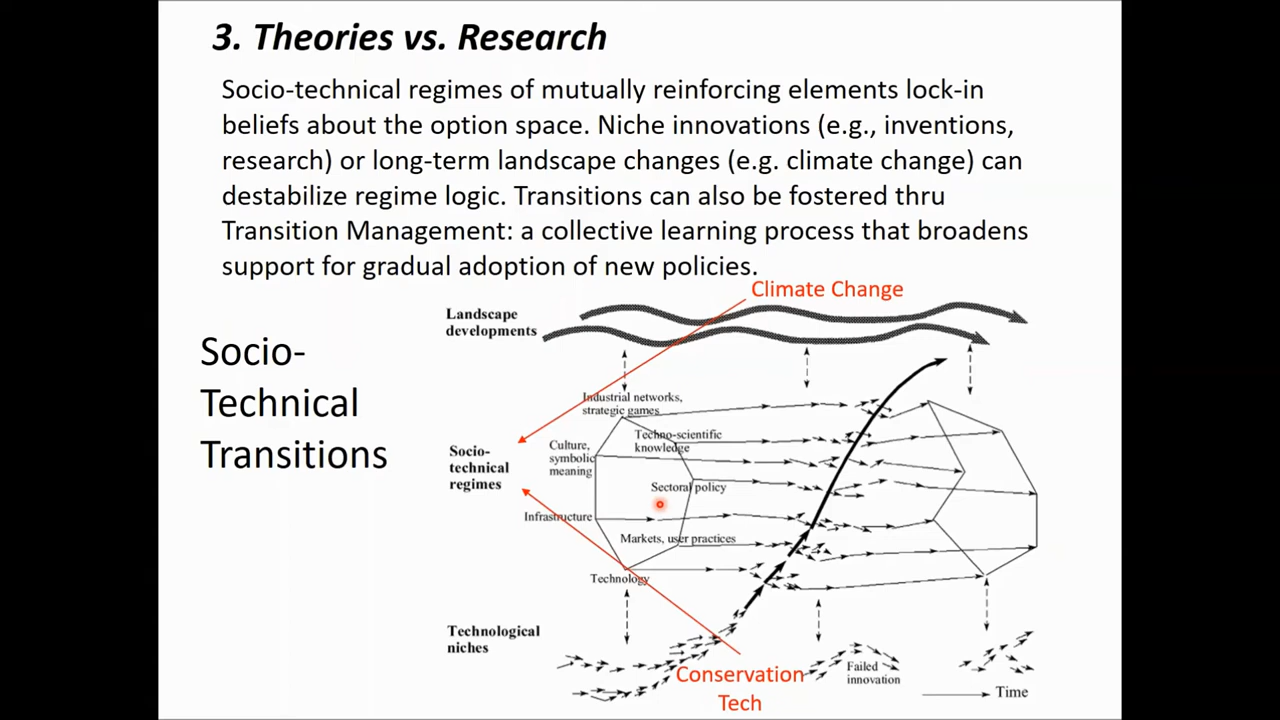 3. Theories vs. Research
Socio-technical regimes of mutually reinforcing elements lock-in
beliefs about the option space. Niche innovations (e.g., inventions,
research) or long-term landscape changes (e.g. climate change) can
destabilize regime logic. Transitions can also be fostered thru
Transition Management: a collective learning process that broadens
support for gradual adoption of new policies.
Climate Change
Landscape
developments
Socio-
Technical
Transitions
Industrial networks,
strategic games
Techno-scientific
knowledge
Culture,
symbolic
meaning
Socio-
technical
regimes
Sectoral policy
Infrastructure
Markets, user practices
Technology
Technological
niches
Conservation
Tech
Failed
innovation
Time